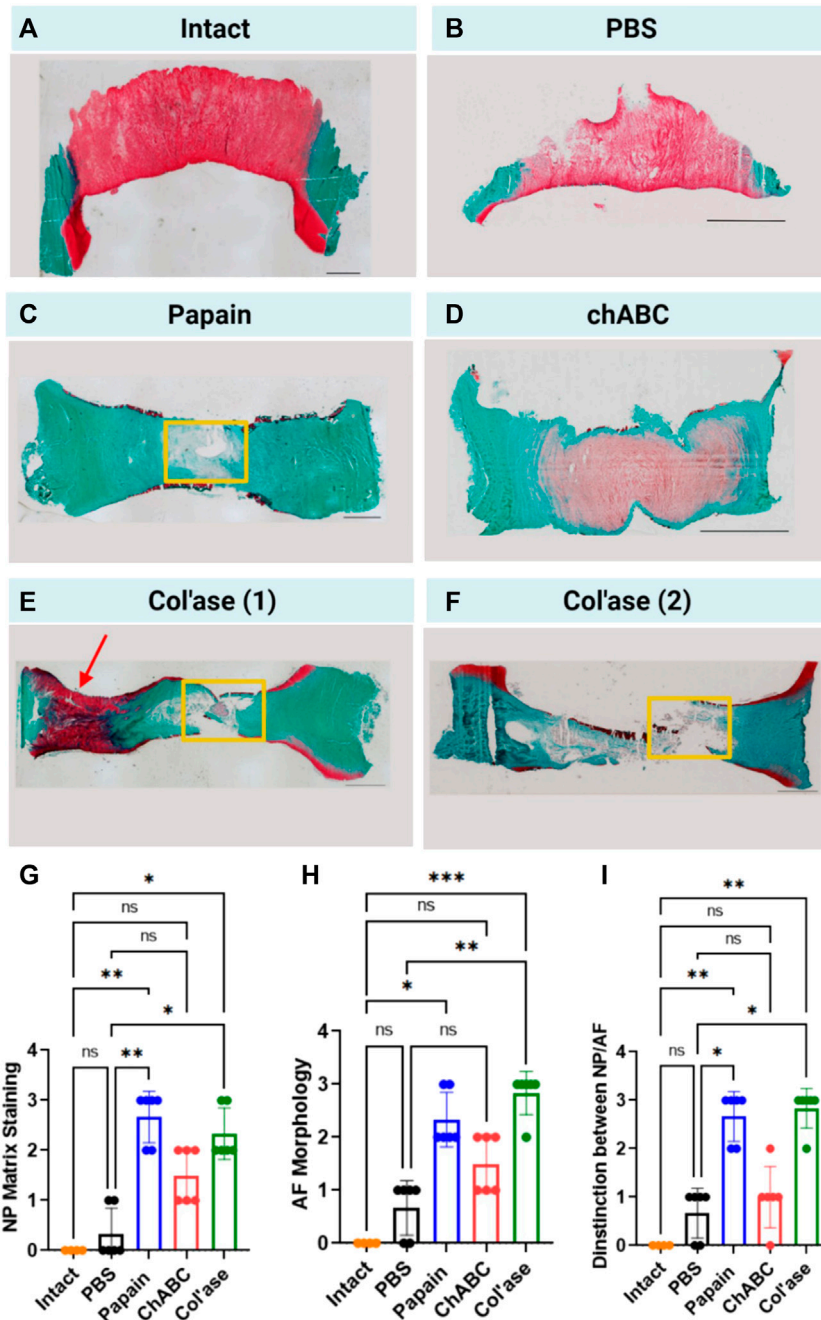 A Intact
B PBS
C Papain
D chABC
E Col'ase (1)
F Col'ase (2)
G
*
ns
ns
**
*
ns
**
4
3
2
1
0
NP Matrix Staining
Intact
PBS
Papain
ChABC
Col'ase
H
***
ns
**
*
ns
ns
4
3
2
1
0
AF Morphology
Intact
PBS
Papain
ChABC
Col'ase
I
**
ns
ns
**
*
ns
*
3
2
1
0
Dinstinction between NP/AF
Intact
PBS
Papain
ChABC
Col'ase